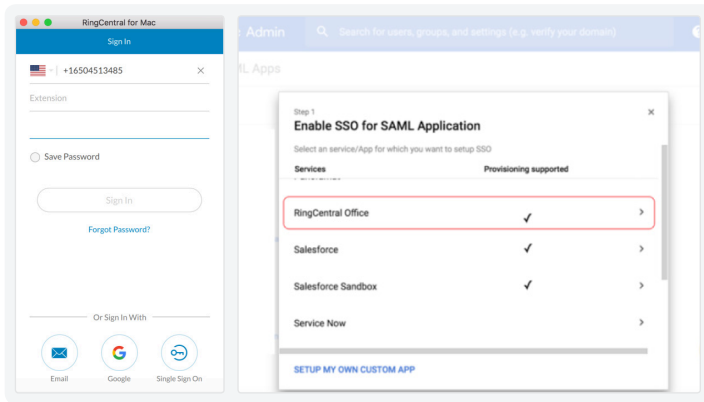 RingCentral for Mac
Sign In
+16504513485
Extension
Save Password
Sign In
Forgot Password?
Or Sign In With
Email Google Single Sign On
Admin Search for users, groups, and settings (e.g. verify your domain)
ML Apps
Step 1
Enable SSO for SAML Application
Select an service/App for which you want to setup SSO
Services Provisioning supported
RingCentral Office
Salesforce
Salesforce Sandbox
Service Now
SETUP MY OWN CUSTOM APP